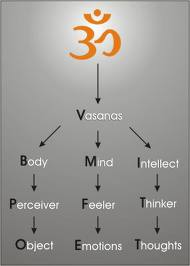 ॐ
Vasanas
Body Mind Intellect
Perceiver Feeler Thinker
Object Emotions Thoughts